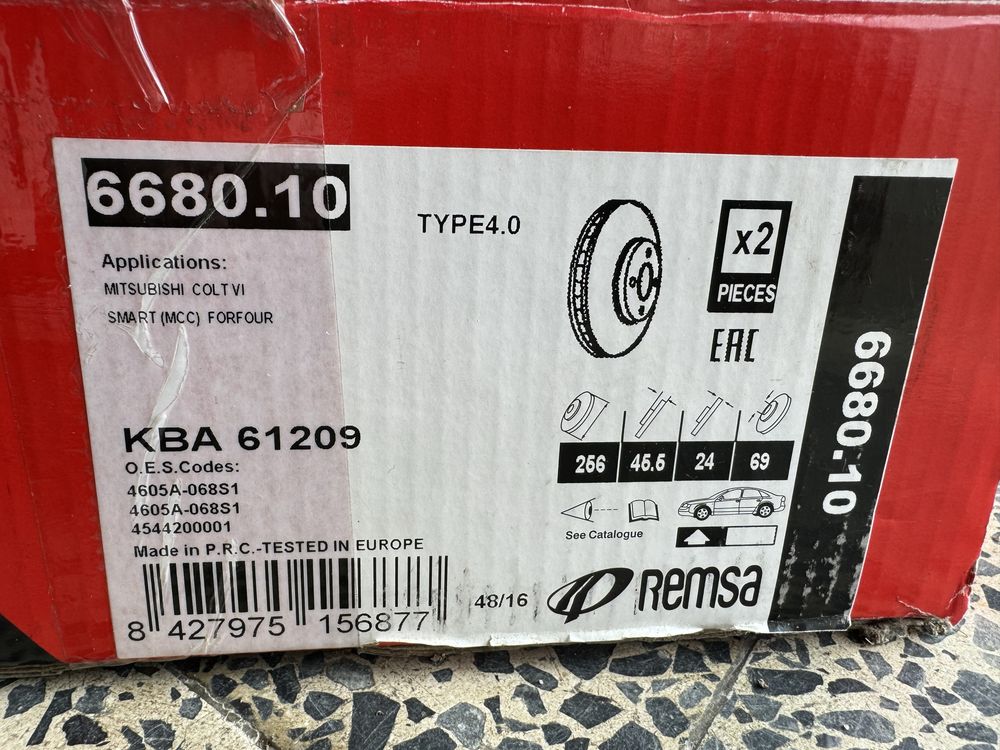 6680.10
TYPE4.0
x2
PIECES
Applications:
MITSUBISHI COLT VI
SMART (MCC) FORFOUR
EAC
6680.10
KBA 61209
O.E.S.Codes:
4605A-068S1
4605A-068S1
4544200001
Made in P.R.C.-TESTED IN EUROPE
256 45.5 24 69
See Catalogue
8 427975 156877
48/16
Remsa